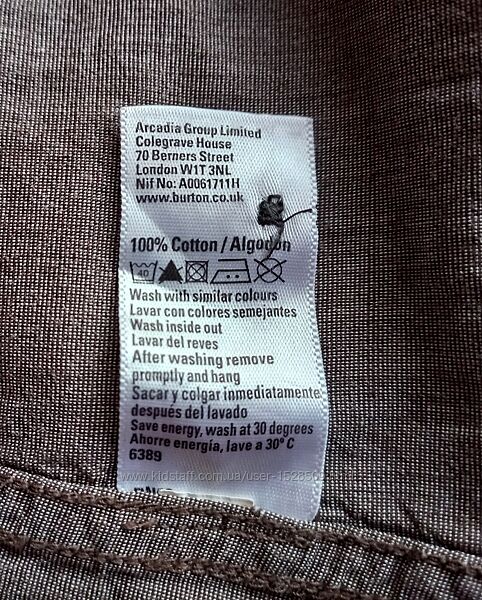 Arcadia Group Limited
Colegrave House
70 Berners Street
London W1T 3NL
Nif No: A0061711H
www.burton.co.uk
100% Cotton / Algodón
40
Wash with similar colours
Lavar con colores semejantes
Wash inside out
Lavar del reves
After washing remove
promptly and hang
Sacar y colgar inmediatamente
después del lavado
Save energy, wash at 30 degrees
Ahorre energía, lave a 30° C
6389